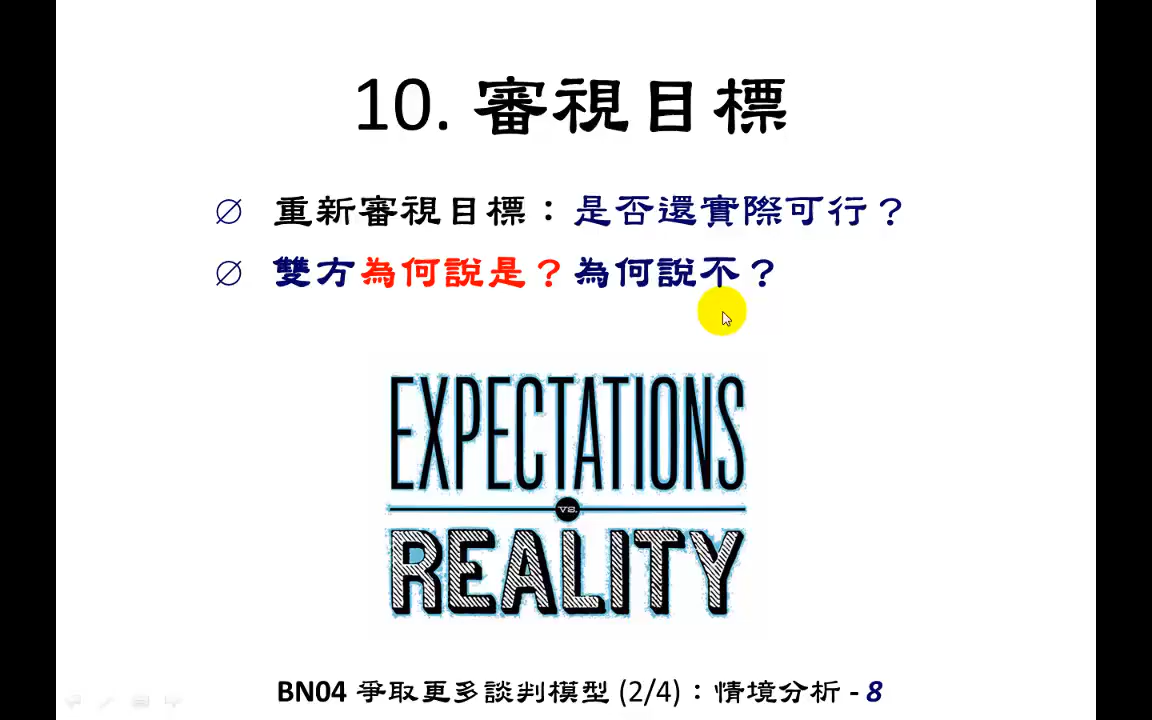 10. 審視目標
重新審視目標：是否還實際可行？
雙方為何說是？為何說不？
EXPECTATIONS
VS.
REALITY
BN04 爭取更多談判模型 (2/4)：情境分析 - 8